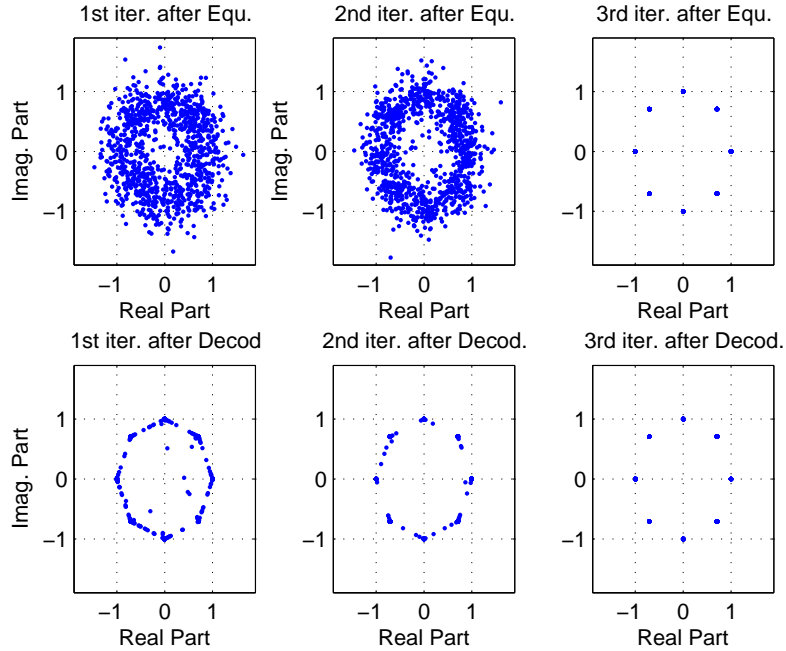 1st iter. after Equ.
2nd iter. after Equ.
3rd iter. after Equ.
Imag. Part
1
0
−1
−1 0 1
Real Part
Imag. Part
1
0
−1
−1 0 1
Real Part
1
0
−1
−1 0 1
Real Part
1st iter. after Decod
2nd iter. after Decod.
3rd iter. after Decod.
Imag. Part
1
0
−1
−1 0 1
Real Part
1
0
−1
−1 0 1
Real Part
1
0
−1
−1 0 1
Real Part